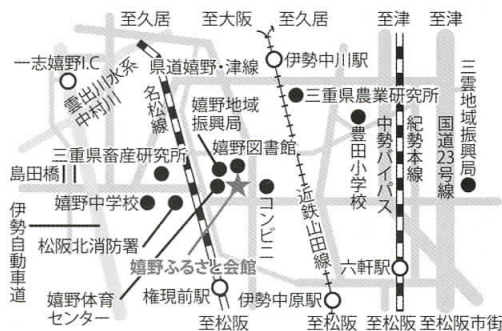 至久居
至大阪
至久居
至津
至津
一志嬉野I.C
雲出川水系
中村川
県道嬉野・津線
名松線
伊勢中川駅
三重県農業研究所
嬉野地域
振興局
嬉野図書館
豊田小学校
中勢バイパス
紀勢本線
国道23号線
三雲地域振興局
三重県畜産研究所
島田橋
嬉野中学校
コンビニ
近鉄山田線
伊勢自動車道
松阪北消防署
嬉野ふるさと会館
六軒駅
嬉野体育
センター
権現前駅
伊勢中原駅
至松阪
至松阪
至松阪
至松阪市街